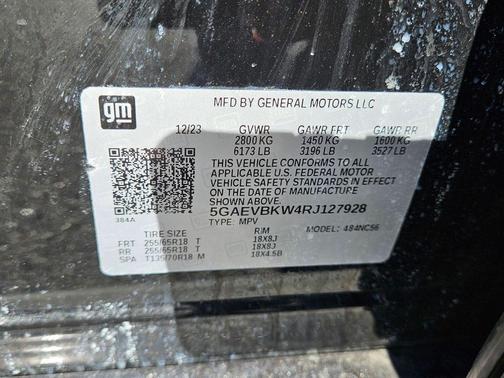 gm
MFD BY GENERAL MOTORS LLC
12/23 GVWR GAWR FRT GAWR RR
2800 KG 1450 KG 1600 KG
6173 LB 3196 LB 3527 LB
THIS VEHICLE CONFORMS TO ALL
APPLICABLE U.S. FEDERAL MOTOR
VEHICLE SAFETY STANDARDS IN EFFECT
ON THE DATE OF MANUFACTURE
SHOWN ABOVE.
384A
5GAEVBKW4RJ127928
TYPE: MPV MODEL: 484NC56
TIRE SIZE RIM
FRT 255/65R18 T 18X8J
RR 255/65R18 T 18X8J
SPA T135/70R18 M 18X4.5B